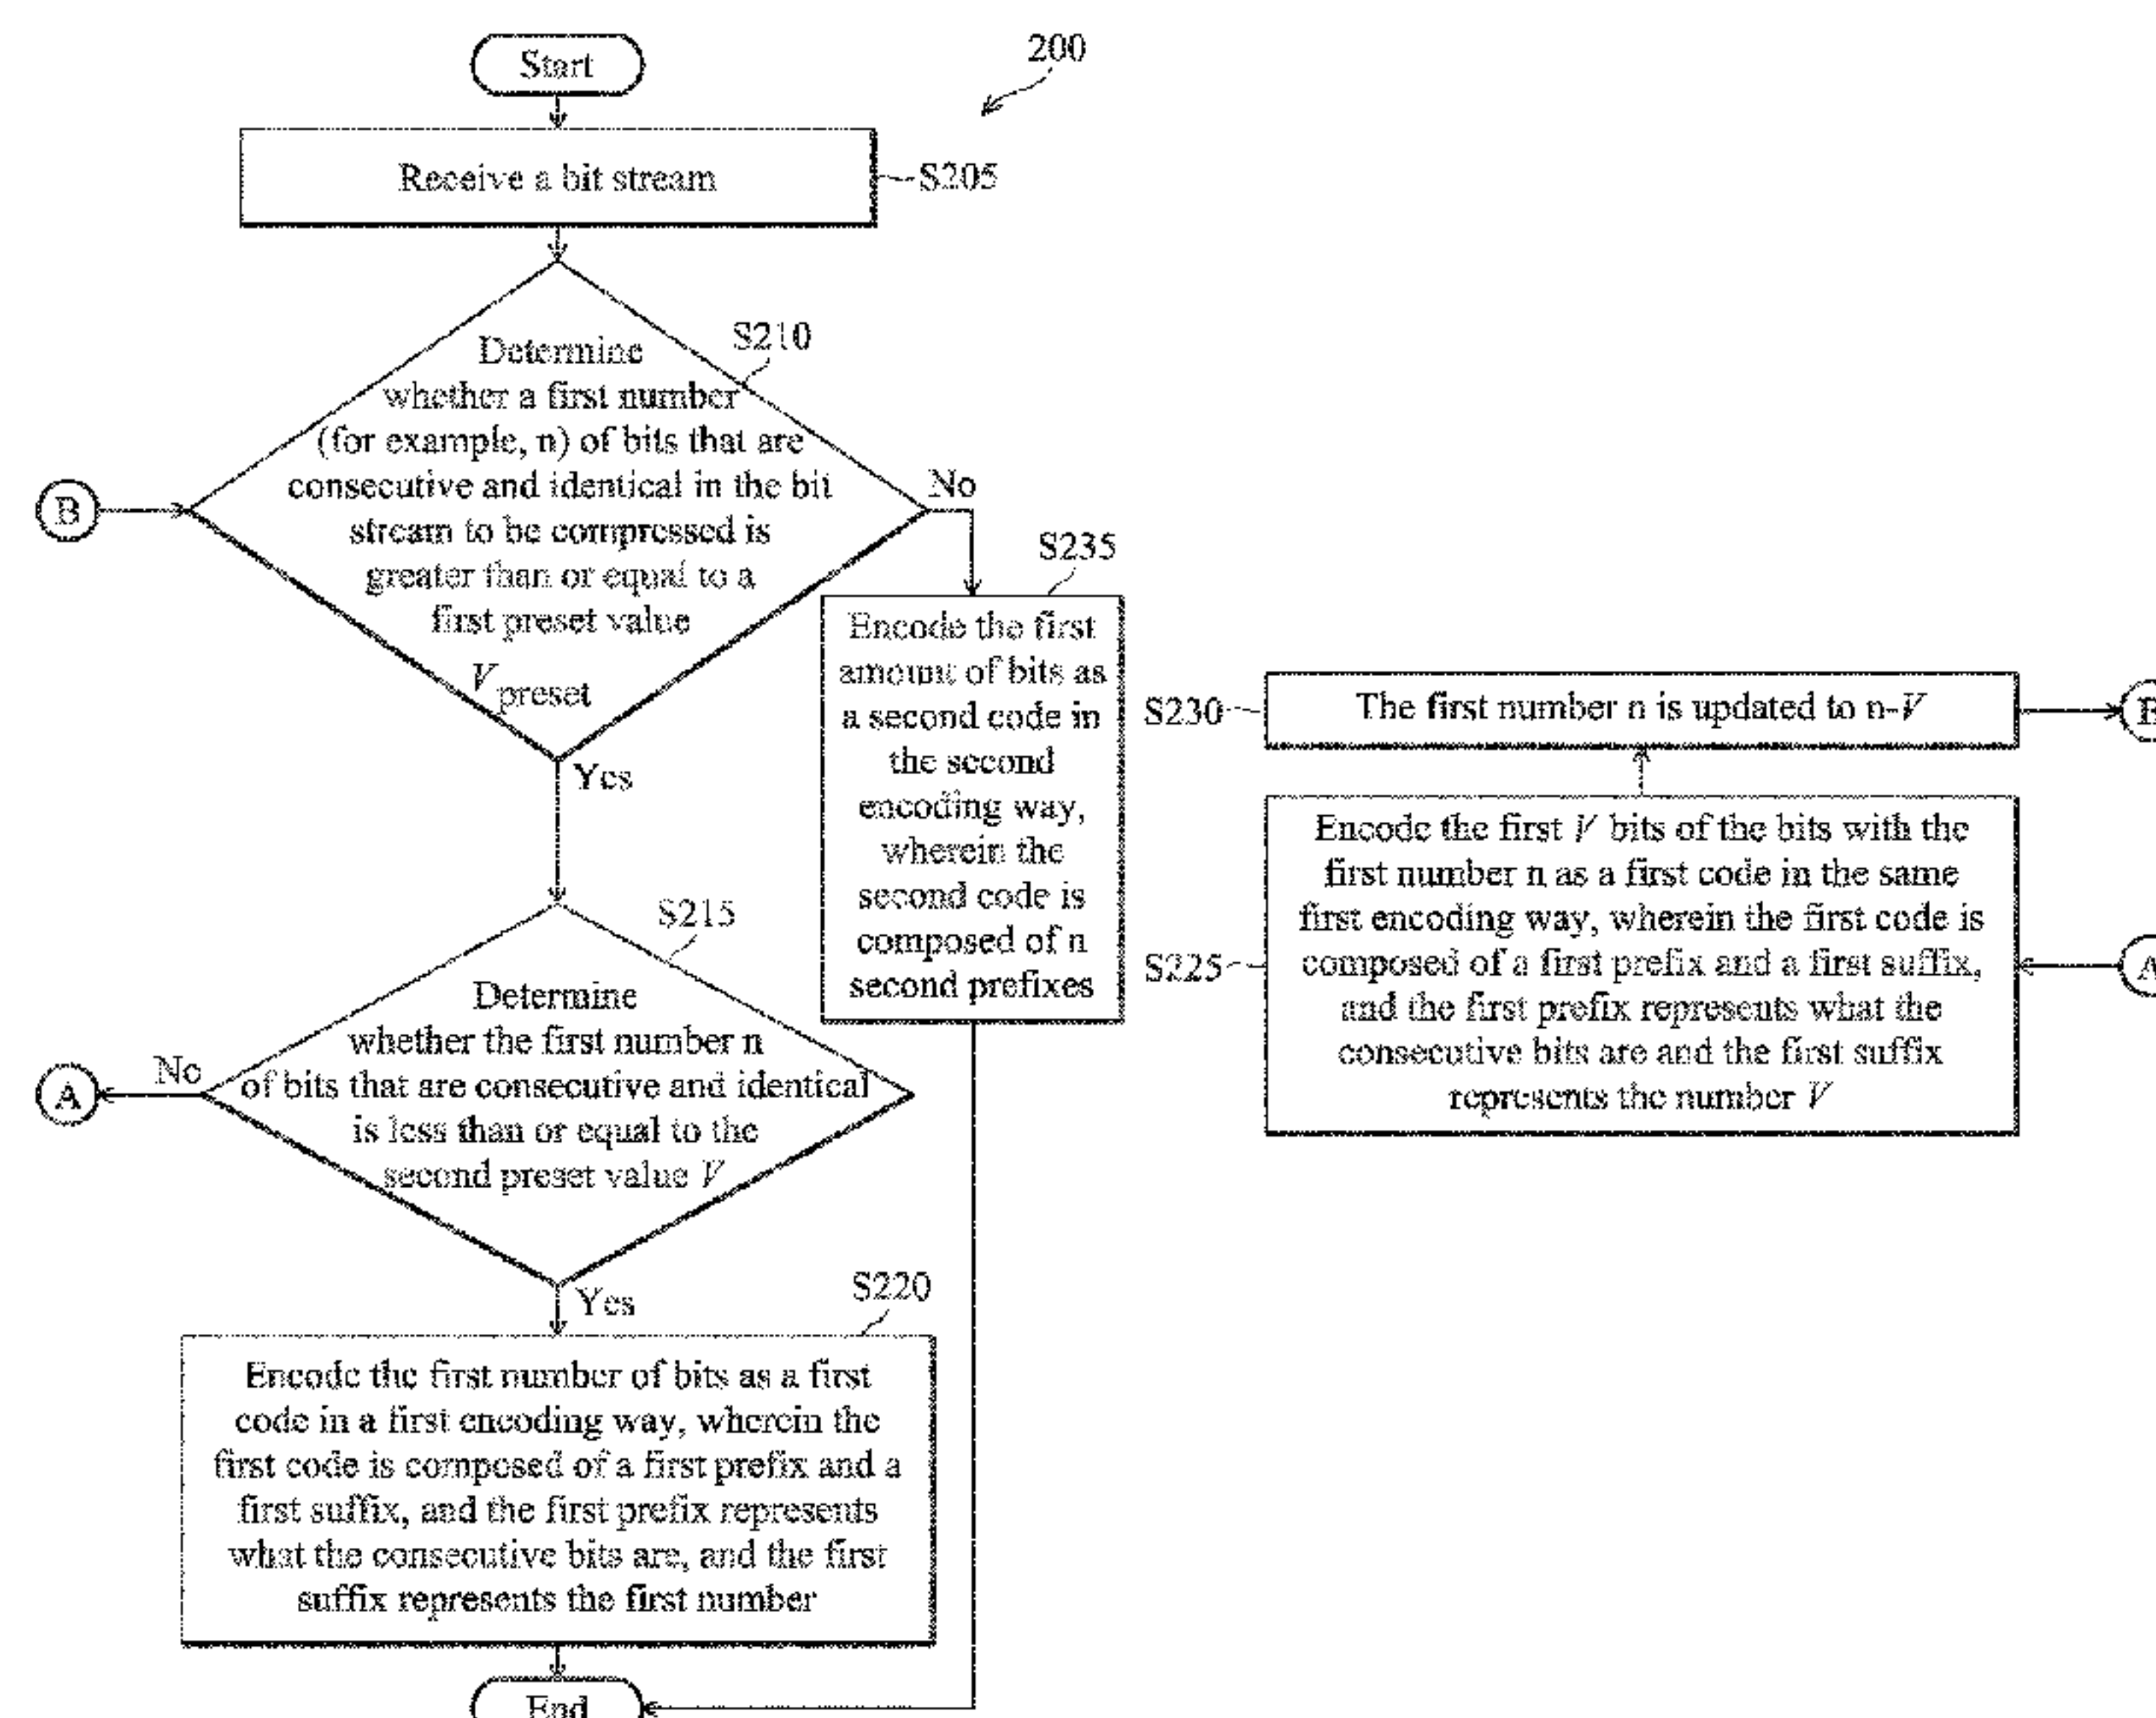 Start
200
Receive a bit stream
S205
S210
Determine
whether a first number
(for example, n) of bits that are
consecutive and identical in the bit
stream to be compressed is
greater than or equal to a
first preset value
V preset
B
No
Yes
S235
Encode the first
amount of bits as
a second code in
the second
encoding way,
wherein the
second code is
composed of n
second prefixes
S215
Determine
whether the first number n
of bits that are consecutive and identical
is less than or equal to the
second preset value V
No
A
Yes
S220
Encode the first number of bits as a first
code in a first encoding way, wherein the
first code is composed of a first prefix and a
first suffix, and the first prefix represents
what the consecutive bits are, and the first
suffix represents the first number
End
S230
The first number n is updated to n-V
S225
Encode the first V bits of the bits with the
first number n as a first code in the same
first encoding way, wherein the first code is
composed of a first prefix and a first suffix,
and the first prefix represents what the
consecutive bits are and the first suffix
represents the number V